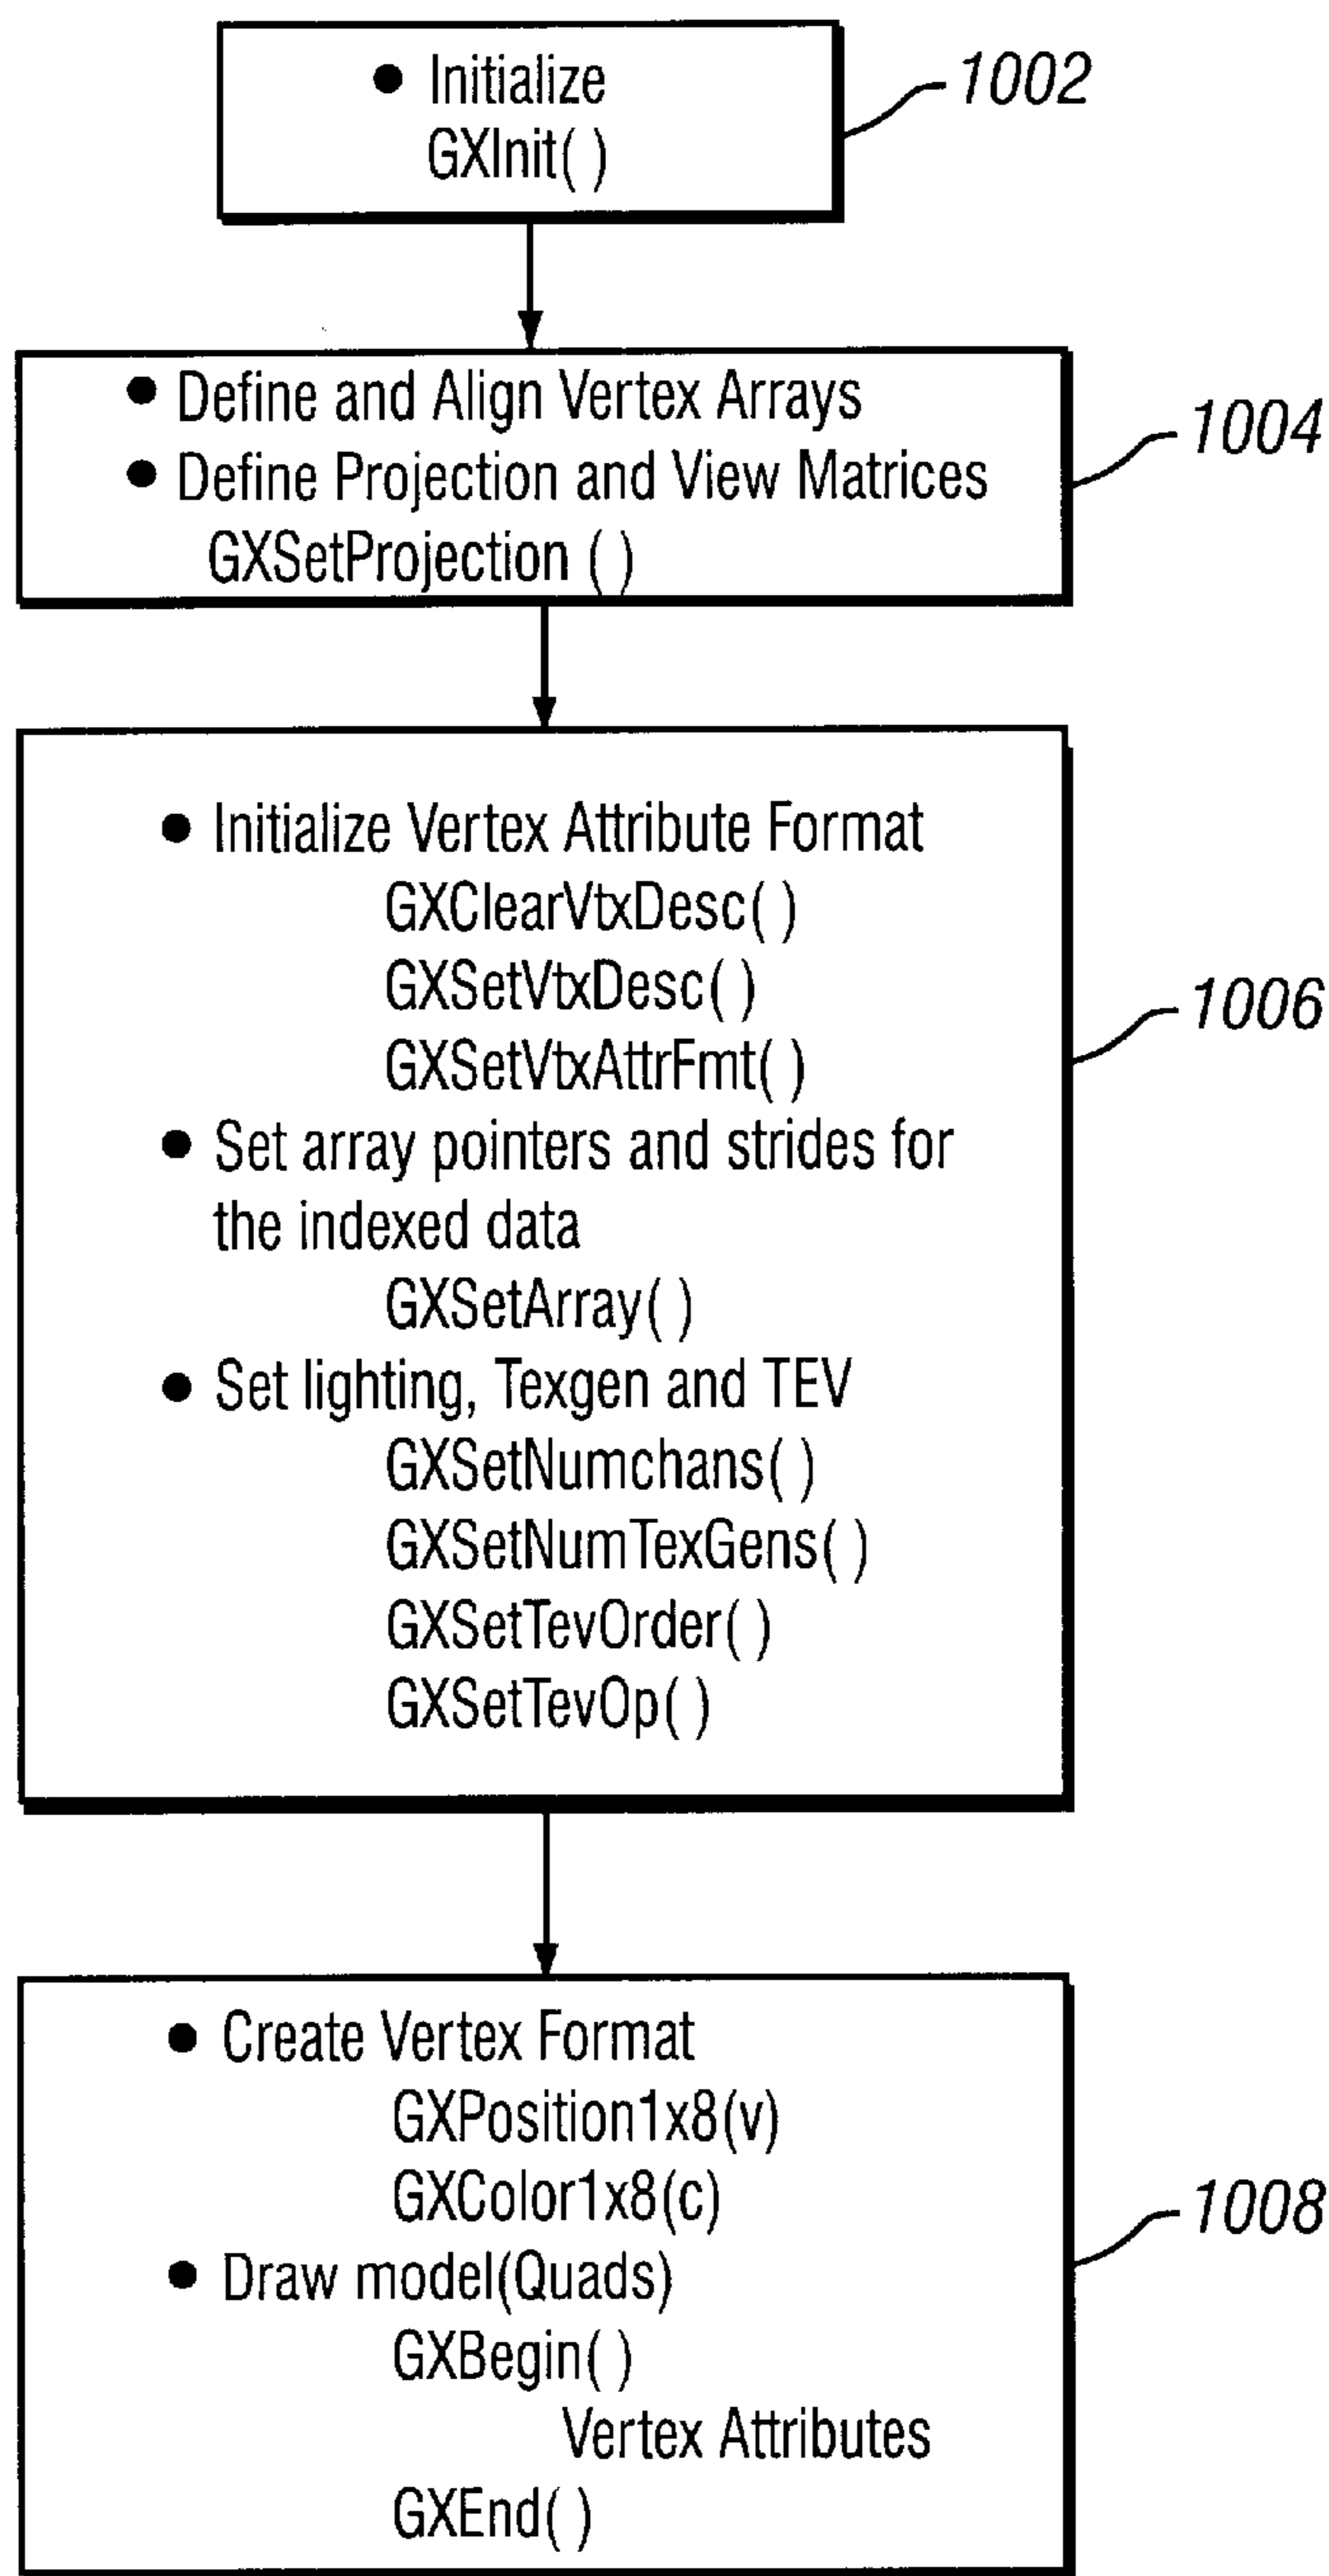 ● Initialize
GXInit( )
1002
● Define and Align Vertex Arrays
● Define Projection and View Matrices
GXSetProjection ( )
1004
● Initialize Vertex Attribute Format
GXClearVtxDesc( )
GXSetVtxDesc( )
GXSetVtxAttrFmt( )
● Set array pointers and strides for
the indexed data
GXSetArray( )
● Set lighting, Texgen and TEV
GXSetNumchans( )
GXSetNumTexGens( )
GXSetTevOrder( )
GXSetTevOp( )
1006
● Create Vertex Format
GXPosition1x8(v)
GXColor1x8(c)
● Draw model(Quads)
GXBegin( )
Vertex Attributes
GXEnd( )
1008